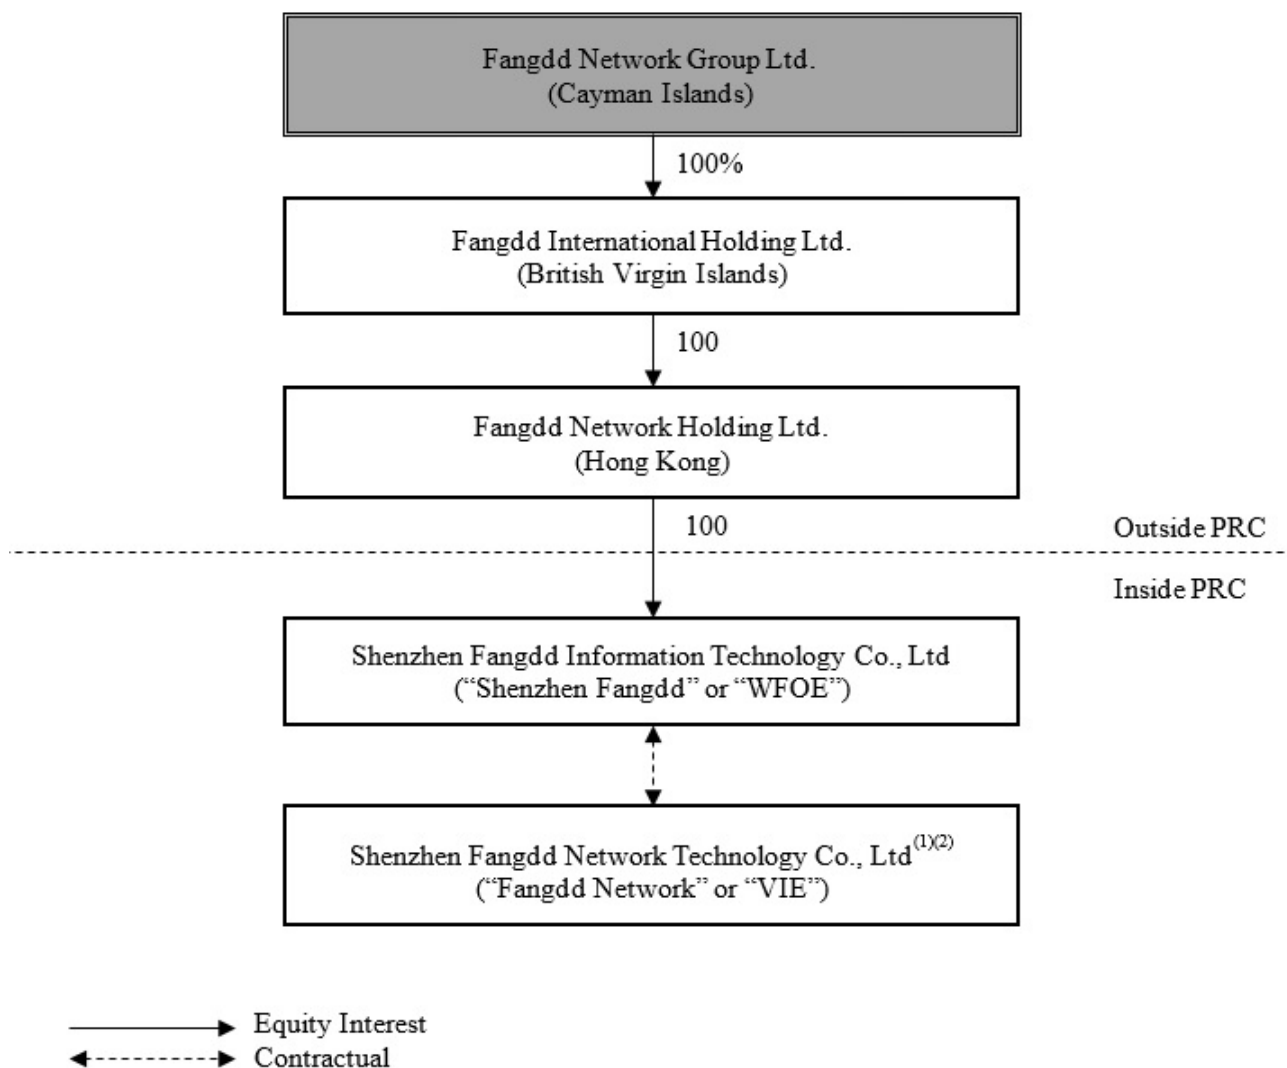 Fangdd Network Group Ltd.
(Cayman Islands)
100%
Fangdd International Holding Ltd.
(British Virgin Islands)
100
Fangdd Network Holding Ltd.
(Hong Kong)
100
Outside PRC
Inside PRC
Shenzhen Fangdd Information Technology Co., Ltd
(“Shenzhen Fangdd” or “WFOE”)
Shenzhen Fangdd Network Technology Co., Ltd(1)(2)
(“Fangdd Network” or “VIE”)
Equity Interest
Contractual